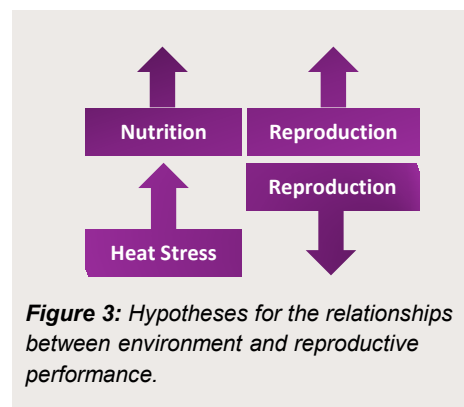 Nutrition
Reproduction
Reproduction
Heat Stress
Figure 3: Hypotheses for the relationships
between environment and reproductive
performance.